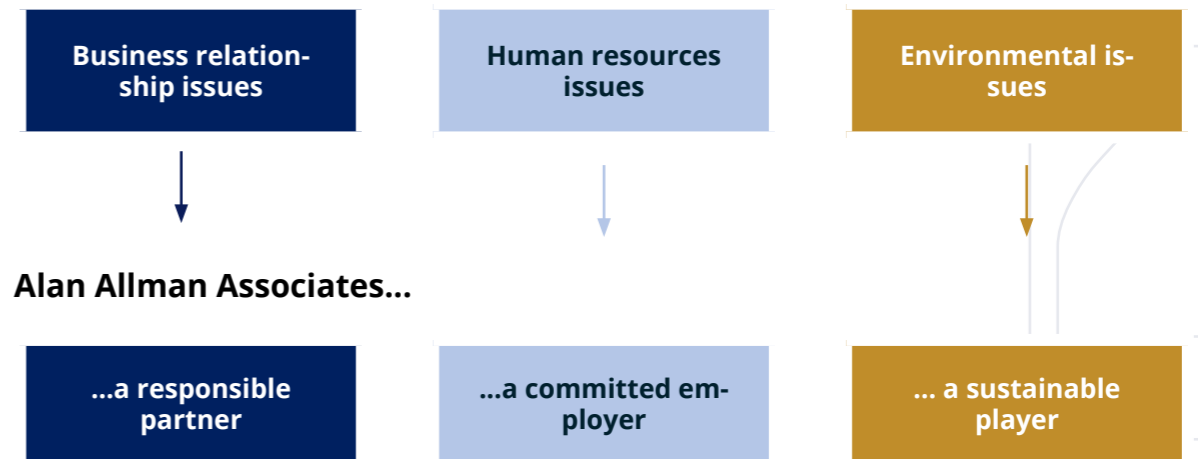 Business relation-
ship issues
Human resources
issues
Environmental is-
sues
Alan Allman Associates...
...a responsible
partner
...a committed em-
ployer
... a sustainable
player